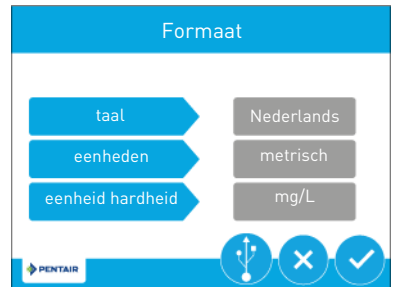 Formaat
taal
Nederlands
eenheden
metrisch
eenheid hardheid
mg/L
PENTAIR